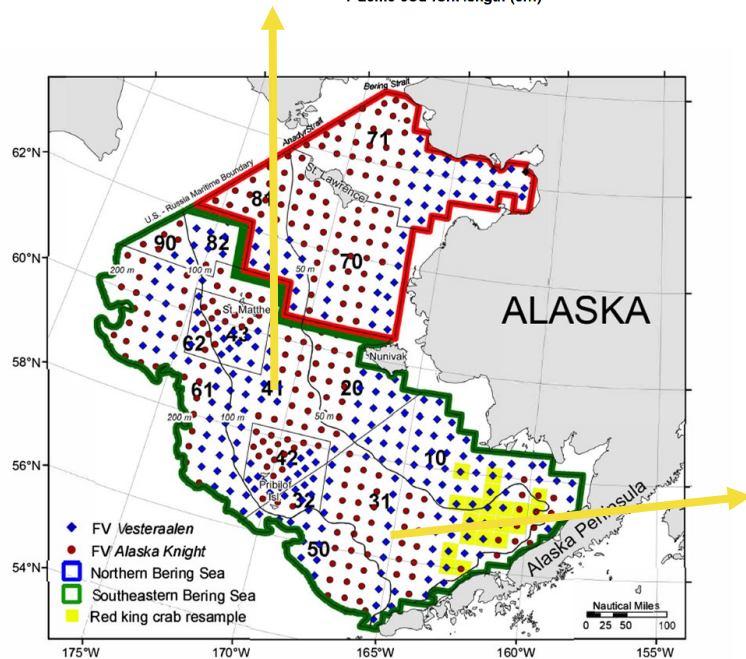 Bering Strait
Anadyr Strait
71
62°N
St. Lawrence
U.S. - Russia Maritime Boundary
8
90
82
60°N
70
200 m
100 m
50 m
ALASKA
St. Matthe
43
62
Nunivak
58°N
61
41
20
200 m
100 m
50 m
56°N
42
10
Pribilof
Isl
32
31
Alaska Peninsula
FV Vesteraalen
FV Alaska Knight
50
54°N
Northern Bering Sea
Southeastern Bering Sea
Red king crab resample
Nautical Miles
0 25 50 100
175°W 170°W 165°W 160°W 155°W